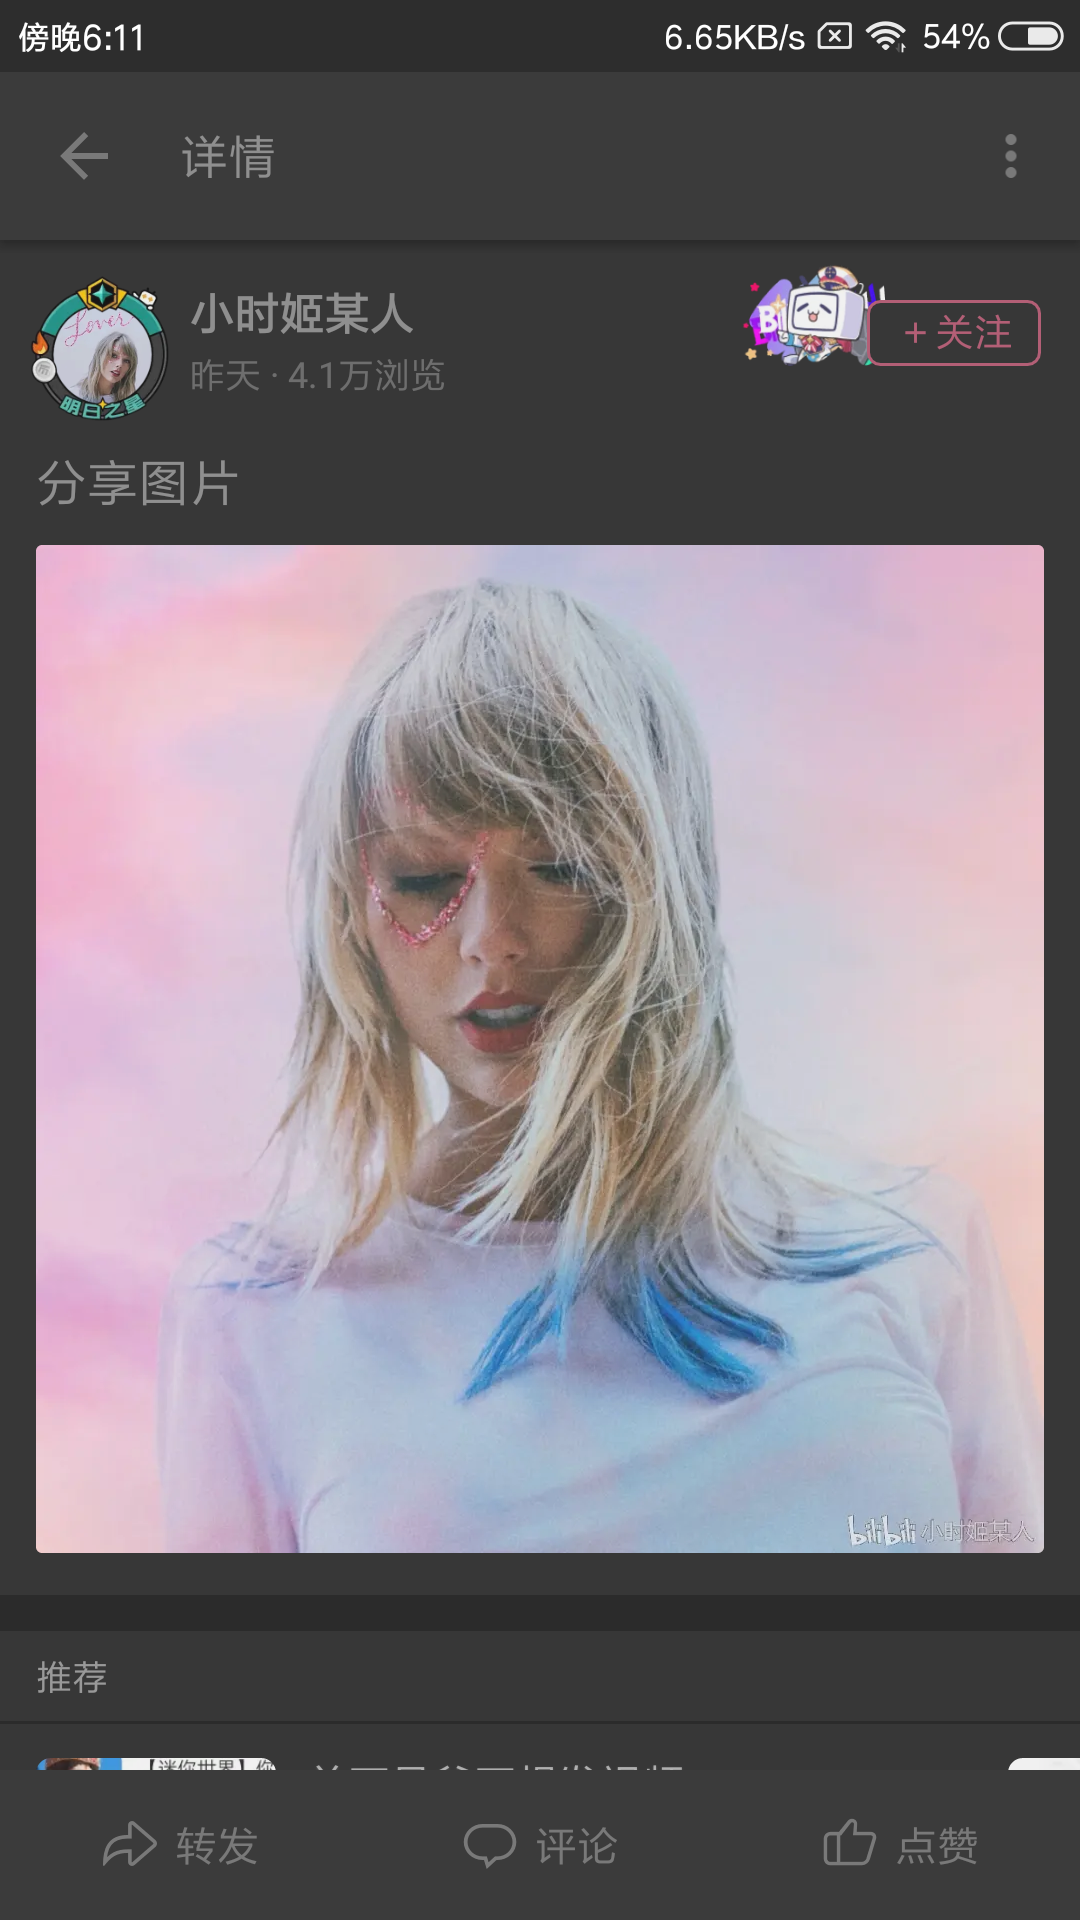 傍晚6:11
6.65KB/s
54%
详情
小时姬某人
昨天 · 4.1万浏览
+关注
Lover
明日之星
分享图片
bilibili 小时姬某人
推荐
转发
评论
点赞